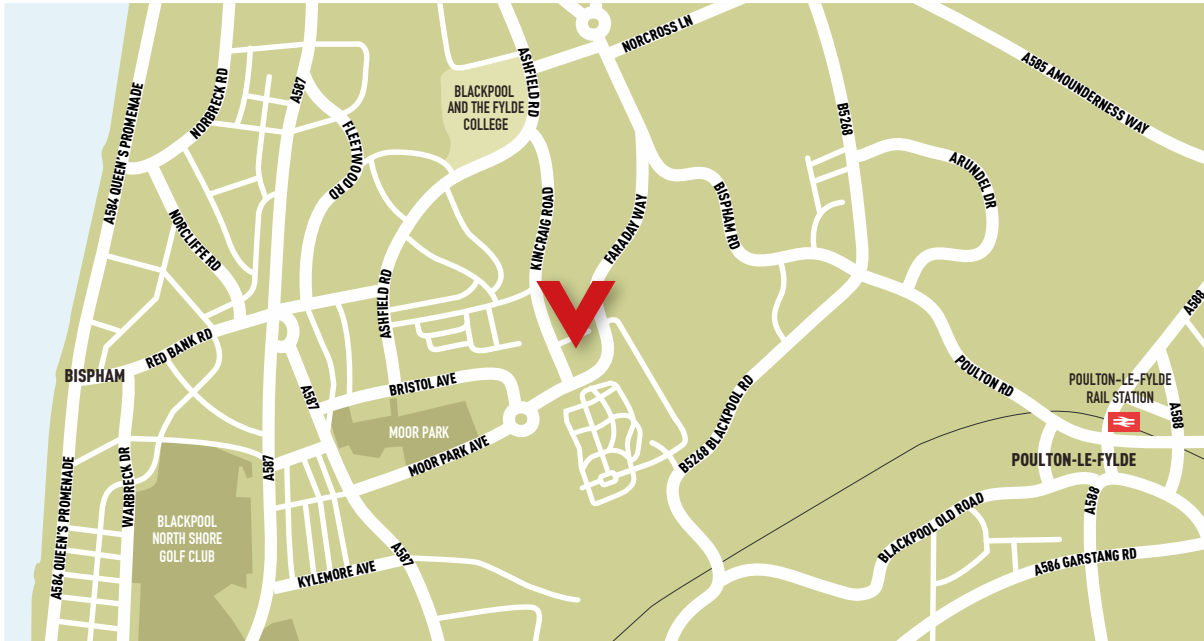 NORCROSS LN
ASHFIELD RD
A585 AMOUNDERNESS WAY
A587
NORBRECK RD
BLACKPOOL
AND THE FYLDE
COLLEGE
B5268
FLEETWOOD RD
A584 QUEEN'S PROMENADE
ARUNDEL DR
BISPHAM RD
NORCLIFFE RD
KINCRAIG ROAD
FARADAY WAY
ASHFIELD RD
A588
RED BANK RD
BISPHAM
A587
BRISTOL AVE
POULTON RD
POULTON-LE-FYLDE
RAIL STATION
A588
MOOR PARK
MOOR PARK AVE
B5268 BLACKPOOL RD
POULTON-LE-FYLDE
A587
WARBRECK DR
A584 QUEEN'S PROMENADE
BLACKPOOL
NORTH SHORE
GOLF CLUB
A588
BLACKPOOL OLD ROAD
A587
KYLEMORE AVE
A586 GARSTANG RD